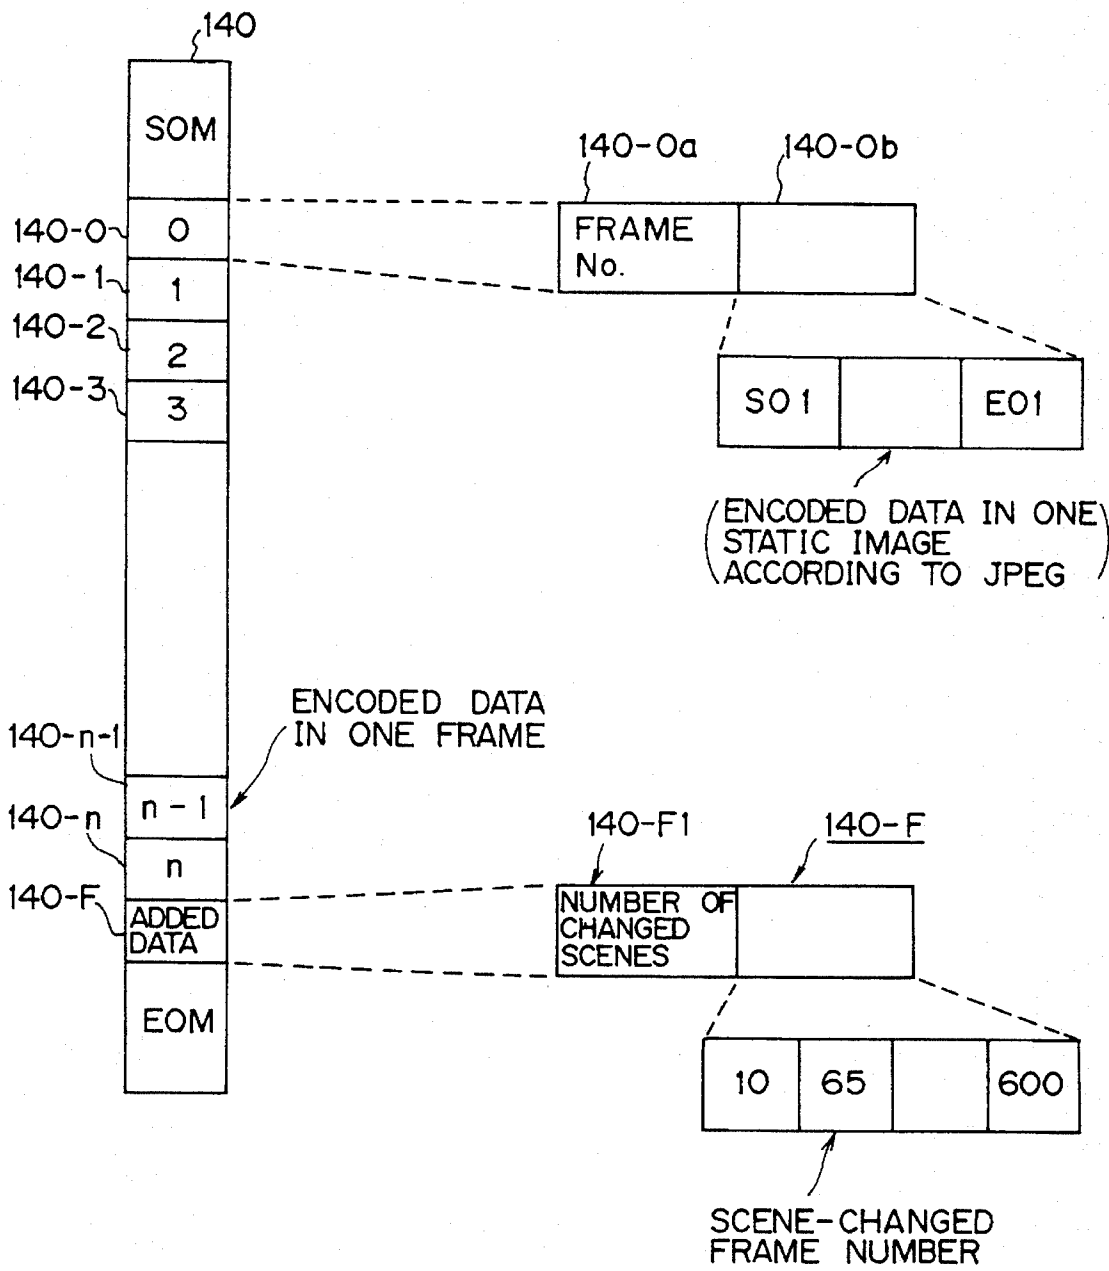 140
SOM
140-0a
140-0b
140-0
0
FRAME
No.
140-1
1
140-2
2
140-3
3
SO1
EO1
(ENCODED DATA IN ONE
STATIC IMAGE
ACCORDING TO JPEG)
ENCODED DATA
IN ONE FRAME
140-n-1
n-1
140-n
n
140-F1
140-F
140-F
ADDED
DATA
NUMBER OF
CHANGED
SCENES
EOM
10
65
600
SCENE-CHANGED
FRAME NUMBER